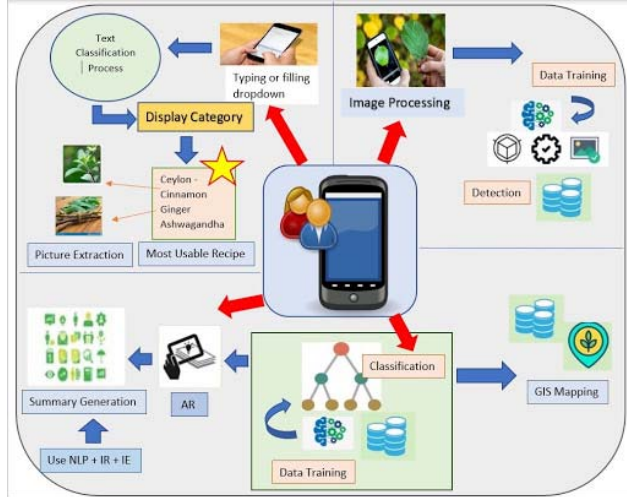 Text
Classification
Process
Typing or filling
dropdown
Display Category
Ceylon -
Cinnamon
Ginger
Ashwagandha
Picture Extraction
Most Usable Recipe
Image Processing
Data Training
Detection
Summary Generation
AR
Use NLP + IR + IE
Classification
Data Training
GIS Mapping